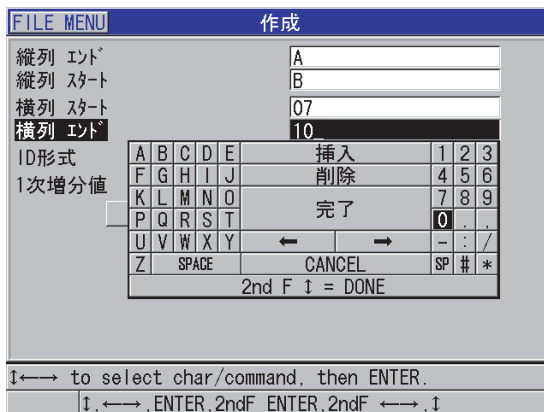 FILE MENU 作成
縦列 エンド A
縦列 スタート B
横列 スタート 07
横列 エンド 10_
ID形式
1次増分値
A B C D E 挿入 1 2 3
F G H I J 削除 4 5 6
K L M N O 完了 7 8 9
P Q R S T 0 . ,
U V W X Y ← → - : /
Z SPACE CANCEL SP # *
2nd F ↕ = DONE
↕←→ to select char/command, then ENTER.
↕,←→,ENTER,2ndF ENTER,2ndF ←→,↕